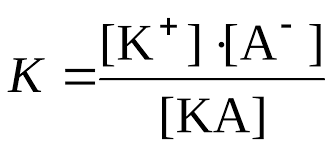 K = [K⁺]·[A⁻] / [KA]